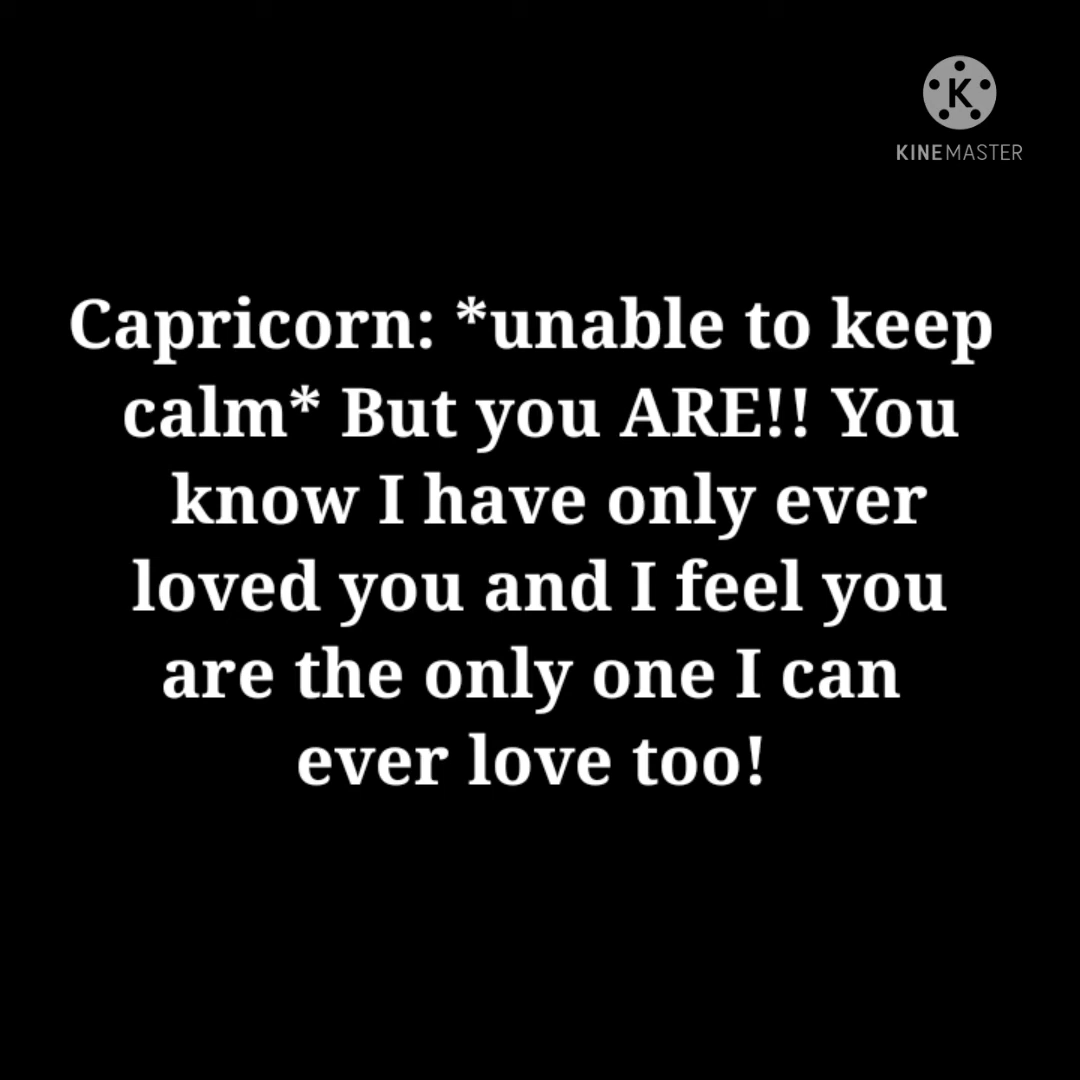 K
KINEMASTER
Capricorn: *unable to keep
calm* But you ARE!! You
know I have only ever
loved you and I feel you
are the only one I can
ever love too!